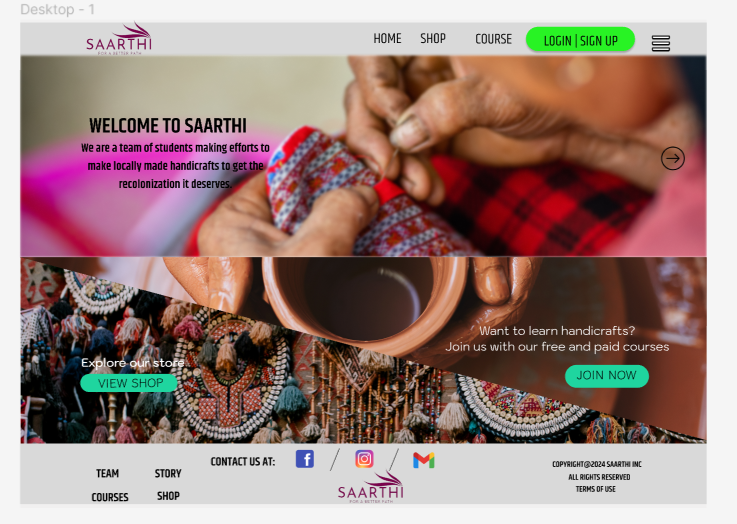 Desktop - 1
SAARTHI
FOR A BETTER PATH
HOME SHOP COURSE LOGIN | SIGN UP
WELCOME TO SAARTHI
We are a team of students making efforts to
make locally made handicrafts to get the
recolonization it deserves.
Want to learn handicrafts?
Join us with our free and paid courses
JOIN NOW
Explore our store
VIEW SHOP
TEAM STORY
COURSES SHOP
CONTACT US AT:
SAARTHI
FOR A BETTER PATH
COPYRIGHT@2024 SAARTHI INC
ALL RIGHTS RESERVED
TERMS OF USE